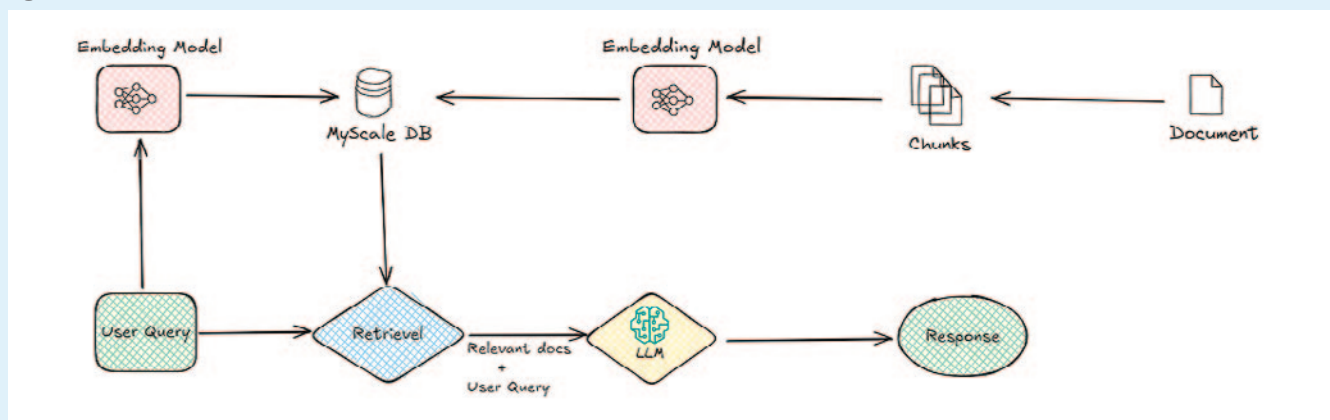 Embedding Model
Embedding Model
MyScale DB
Chunks
Document
User Query
Retrievel
Relevant docs
+
User Query
LLM
Response